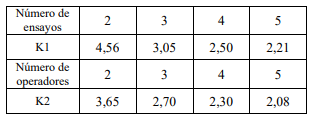 Número de
ensayos 2 3 4 5
K1 4,56 3,05 2,50 2,21
Número de
operadores 2 3 4 5
K2 3,65 2,70 2,30 2,08